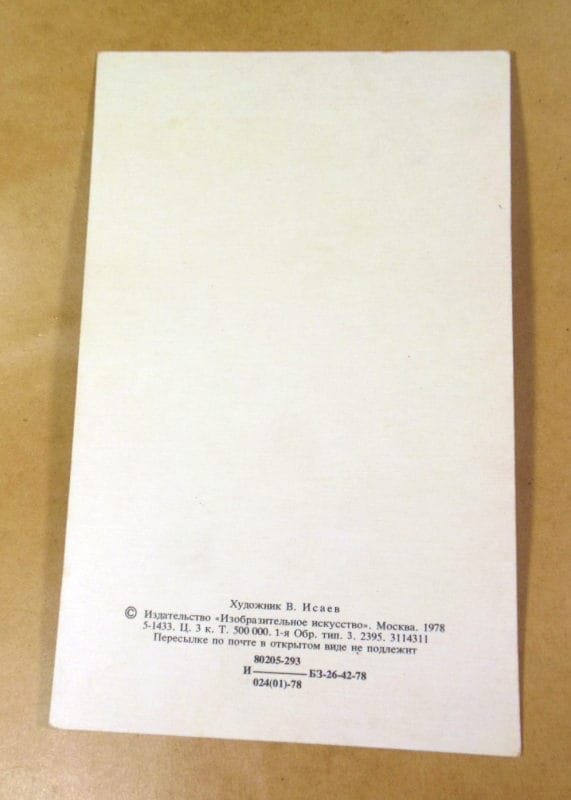 Художник В. Исаев
© Издательство «Изобразительное искусство». Москва. 1978
5-1433. Ц. 3 к. Т. 500 000. 1-я Обр. тип. З. 2395. 3114311
Пересылке по почте в открытом виде не подлежит
80205-293
И———БЗ-26-42-78
024(01)-78